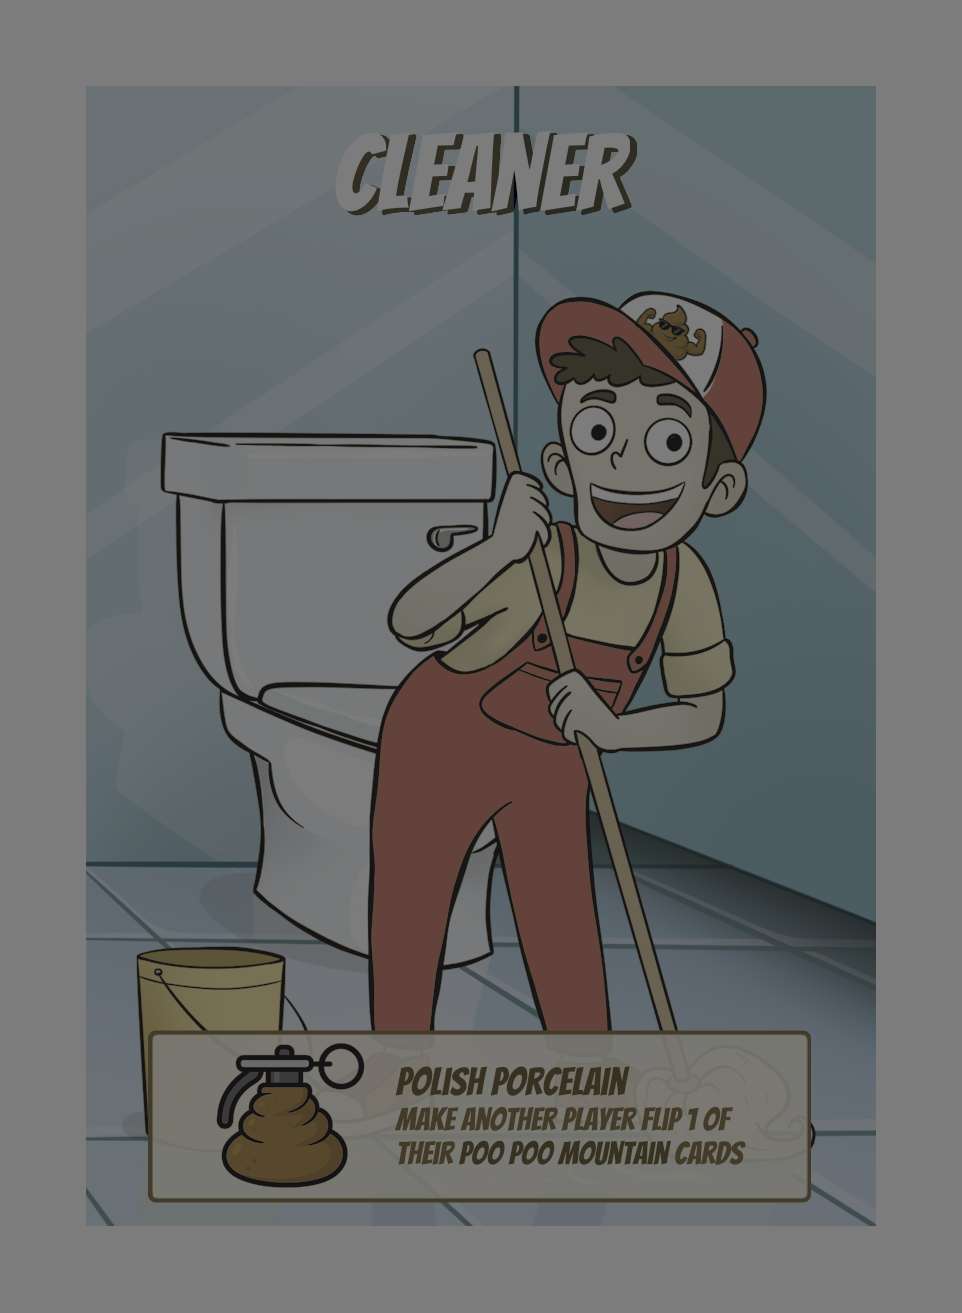 CLEANER
POLISH PORCELAIN
MAKE ANOTHER PLAYER FLIP 1 OF
THEIR POO POO MOUNTAIN CARDS